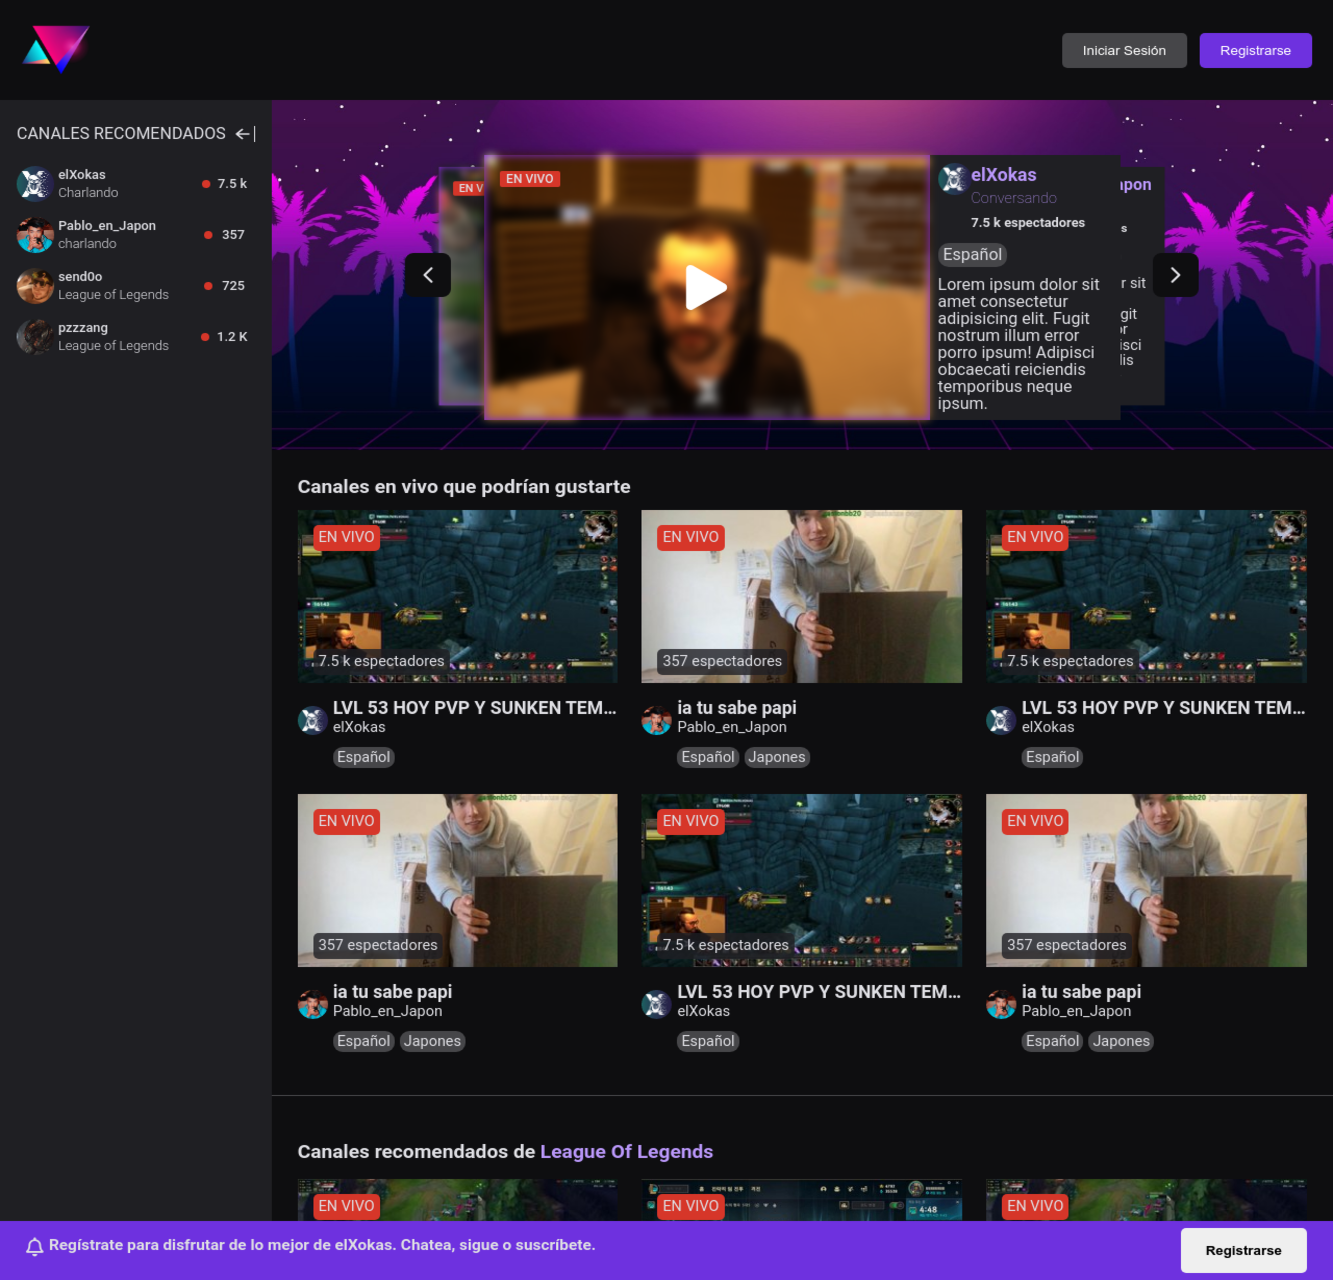 Iniciar Sesión
Registrarse
CANALES RECOMENDADOS
elXokas
Charlando
7.5 k
Pablo_en_Japon
charlando
357
send0o
League of Legends
725
pzzzang
League of Legends
1.2 K
EN V
EN VIVO
elXokas
Conversando
7.5 k espectadores
Español
Lorem ipsum dolor sit
amet consectetur
adipisicing elit. Fugit
nostrum illum error
porro ipsum! Adipisci
obcaecati reiciendis
temporibus neque
ipsum.
apon
s
r sit
git
or
isci
lis
Canales en vivo que podrían gustarte
EN VIVO
7.5 k espectadores
LVL 53 HOY PVP Y SUNKEN TEM...
elXokas
Español
EN VIVO
357 espectadores
ia tu sabe papi
Pablo_en_Japon
Español Japones
EN VIVO
7.5 k espectadores
LVL 53 HOY PVP Y SUNKEN TEM...
elXokas
Español
EN VIVO
357 espectadores
ia tu sabe papi
Pablo_en_Japon
Español Japones
EN VIVO
7.5 k espectadores
LVL 53 HOY PVP Y SUNKEN TEM...
elXokas
Español
EN VIVO
357 espectadores
ia tu sabe papi
Pablo_en_Japon
Español Japones
Canales recomendados de League Of Legends
EN VIVO
EN VIVO
4:48
EN VIVO
Regístrate para disfrutar de lo mejor de elXokas. Chatea, sigue o suscríbete.
Registrarse